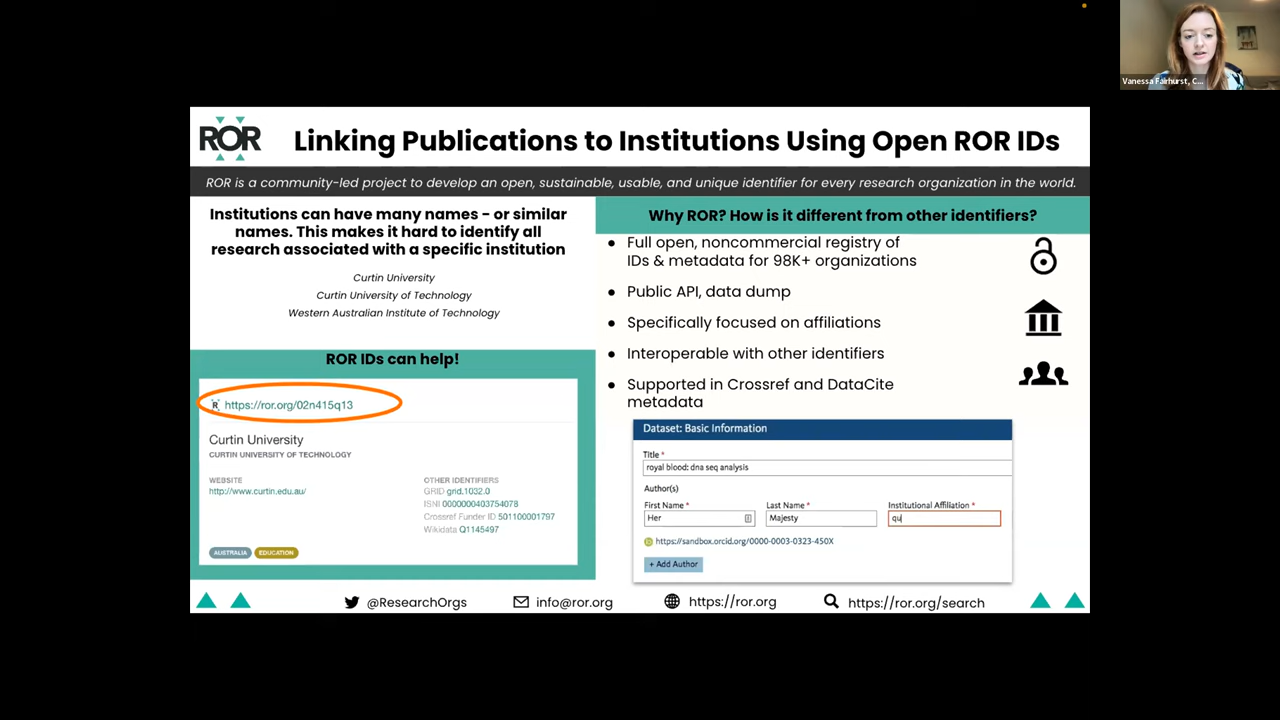 Vanessa Fairhurst, C...
ROR
Linking Publications to Institutions Using Open ROR IDs
ROR is a community-led project to develop an open, sustainable, usable, and unique identifier for every research organization in the world.
Institutions can have many names - or similar
names. This makes it hard to identify all
research associated with a specific institution
Curtin University
Curtin University of Technology
Western Australian Institute of Technology
ROR IDs can help!
R https://ror.org/02n415q13
Curtin University
CURTIN UNIVERSITY OF TECHNOLOGY
WEBSITE
http://www.curtin.edu.au/
OTHER IDENTIFIERS
GRID grid.1032.0
ISNI 0000000403754078
Crossref Funder ID 501100001797
Wikidata Q1145497
AUSTRALIA EDUCATION
Why ROR? How is it different from other identifiers?
● Full open, noncommercial registry of
IDs & metadata for 98K+ organizations
● Public API, data dump
● Specifically focused on affiliations
● Interoperable with other identifiers
● Supported in Crossref and DataCite
metadata
Dataset: Basic Information
Title *
royal blood: dna seq analysis
Author(s)
First Name * Last Name * Institutional Affiliation *
Her Majesty qu
iD https://sandbox.orcid.org/0000-0003-0323-450X
+ Add Author
@ResearchOrgs info@ror.org https://ror.org https://ror.org/search